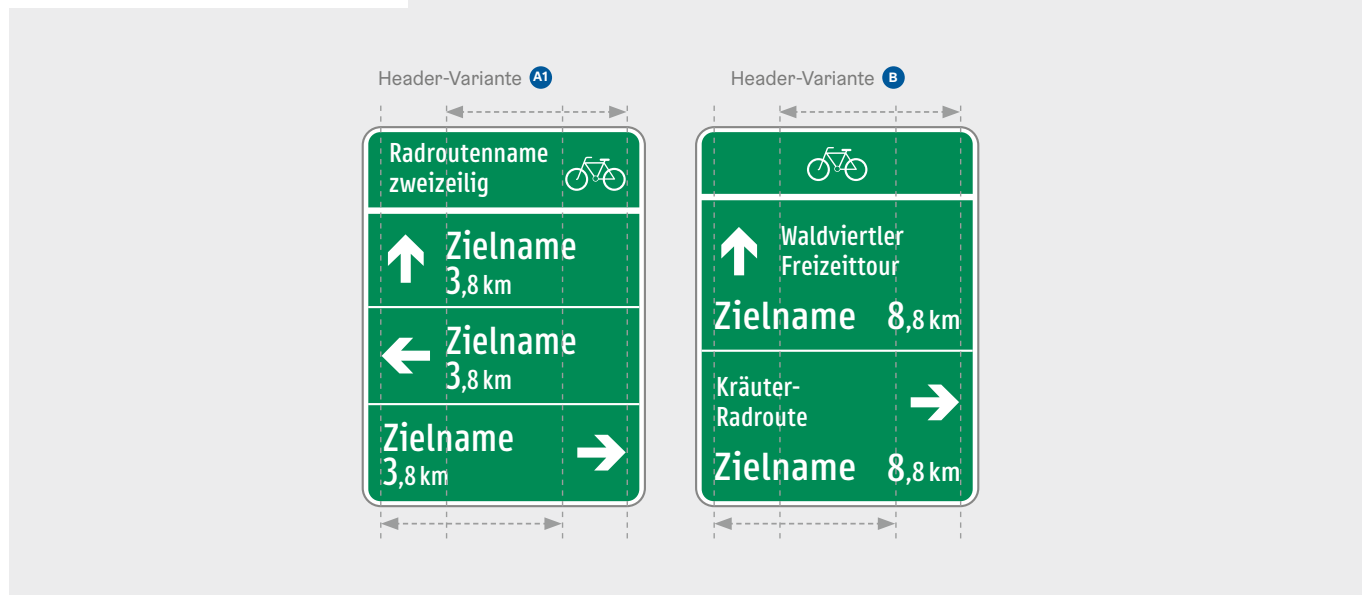 Header-Variante A1
Radroutenname
zweizeilig
Zielname
3,8 km
Zielname
3,8 km
Zielname
3,8 km
Header-Variante B
Waldviertler
Freizeittour
Zielname 8,8 km
Kräuter-
Radroute
Zielname 8,8 km